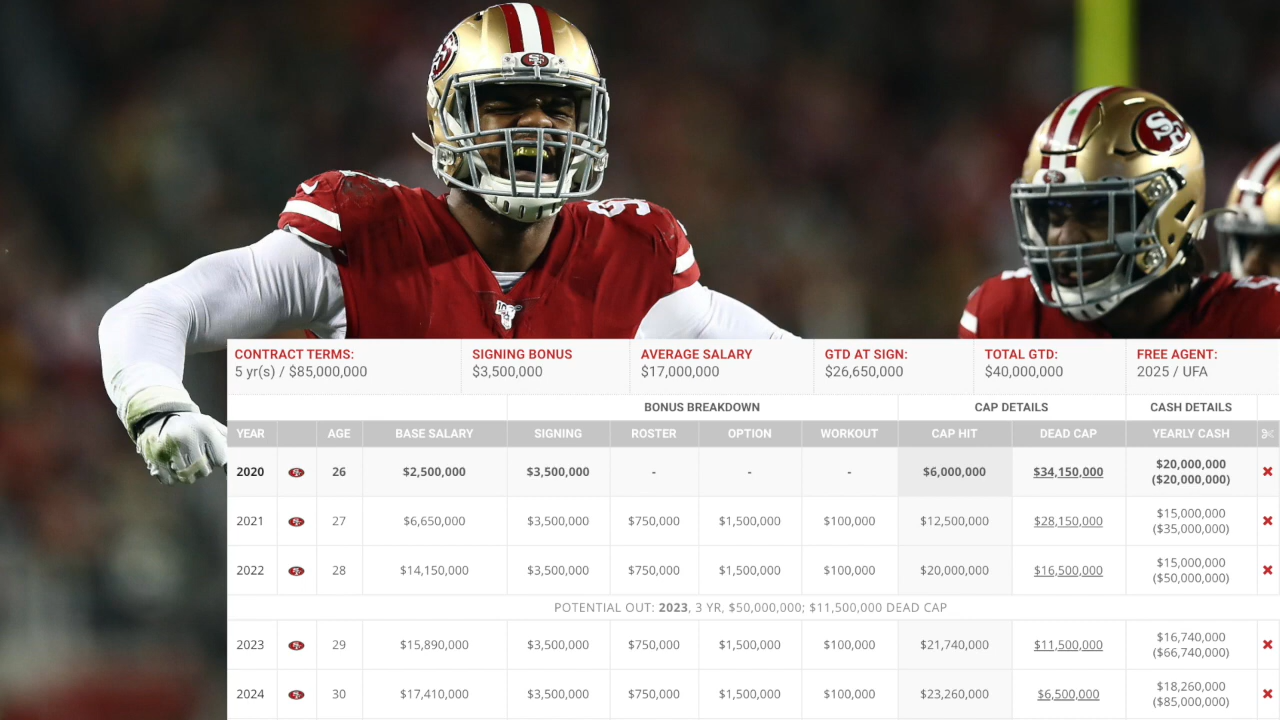 SF
SF
SF
CONTRACT TERMS: SIGNING BONUS AVERAGE SALARY GTD AT SIGN: TOTAL GTD: FREE AGENT:
5 yr(s) / $85,000,000 $3,500,000 $17,000,000 $26,650,000 $40,000,000 2025 / UFA
BONUS BREAKDOWN CAP DETAILS CASH DETAILS
YEAR AGE BASE SALARY SIGNING ROSTER OPTION WORKOUT CAP HIT DEAD CAP YEARLY CASH
2020 26 $2,500,000 $3,500,000 - - - $6,000,000 $34,150,000 $20,000,000
($20,000,000)
2021 27 $6,650,000 $3,500,000 $750,000 $1,500,000 $100,000 $12,500,000 $28,150,000 $15,000,000
($35,000,000)
2022 28 $14,150,000 $3,500,000 $750,000 $1,500,000 $100,000 $20,000,000 $16,500,000 $15,000,000
($50,000,000)
POTENTIAL OUT: 2023, 3 YR, $50,000,000; $11,500,000 DEAD CAP
2023 29 $15,890,000 $3,500,000 $750,000 $1,500,000 $100,000 $21,740,000 $11,500,000 $16,740,000
($66,740,000)
2024 30 $17,410,000 $3,500,000 $750,000 $1,500,000 $100,000 $23,260,000 $6,500,000 $18,260,000
($85,000,000)